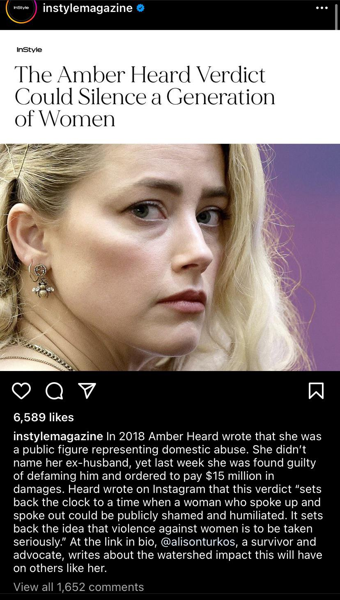 InStyle
instylemagazine
InStyle
The Amber Heard Verdict
Could Silence a Generation
of Women
6,589 likes
instylemagazine In 2018 Amber Heard wrote that she was
a public figure representing domestic abuse. She didn't
name her ex-husband, yet last week she was found guilty
of defaming him and ordered to pay $15 million in
damages. Heard wrote on Instagram that this verdict “sets
back the clock to a time when a woman who spoke up and
spoke out could be publicly shamed and humiliated. It sets
back the idea that violence against women is to be taken
seriously.” At the link in bio, @alisonturkos, a survivor and
advocate, writes about the watershed impact this will have
on others like her.
View all 1,652 comments